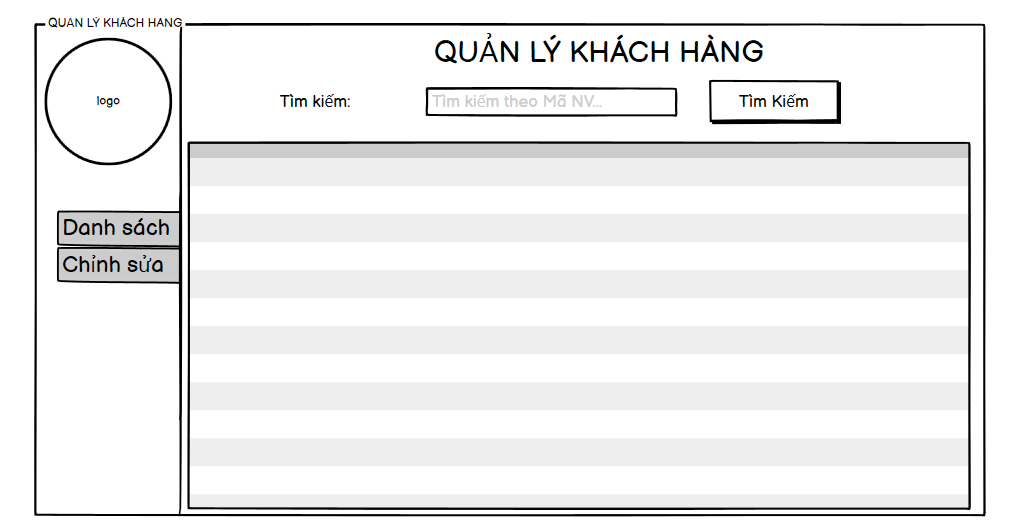 QUAN LÝ KHÁCH HANG
logo
QUẢN LÝ KHÁCH HÀNG
Tìm kiếm:
Tìm kiếm theo Mã NV...
Tìm Kiếm
Danh sách
Chỉnh sửa